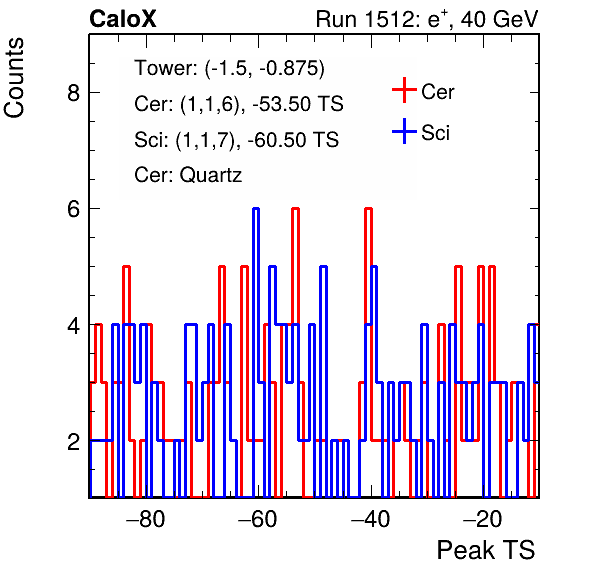 CaloX Run 1512: e⁺, 40 GeV
Counts
Tower: (-1.5, -0.875)
Cer: (1,1,6), -53.50 TS
Sci: (1,1,7), -60.50 TS
Cer: Quartz
Cer
Sci
8
6
4
2
−80 −60 −40 −20
Peak TS